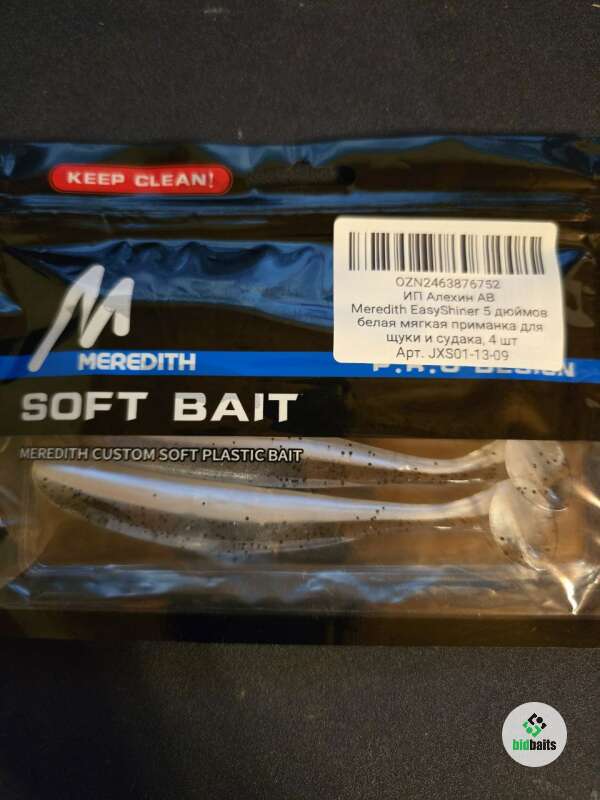 KEEP CLEAN!
OZN2463876752
ИП Алехин АВ
Meredith EasyShiner 5 дюймов
белая мягкая приманка для
щуки и судака, 4 шт
Арт. JXS01-13-09
M
MEREDITH
P.R.O DESIGN
SOFT BAIT
MEREDITH CUSTOM SOFT PLASTIC BAIT
bidbaits